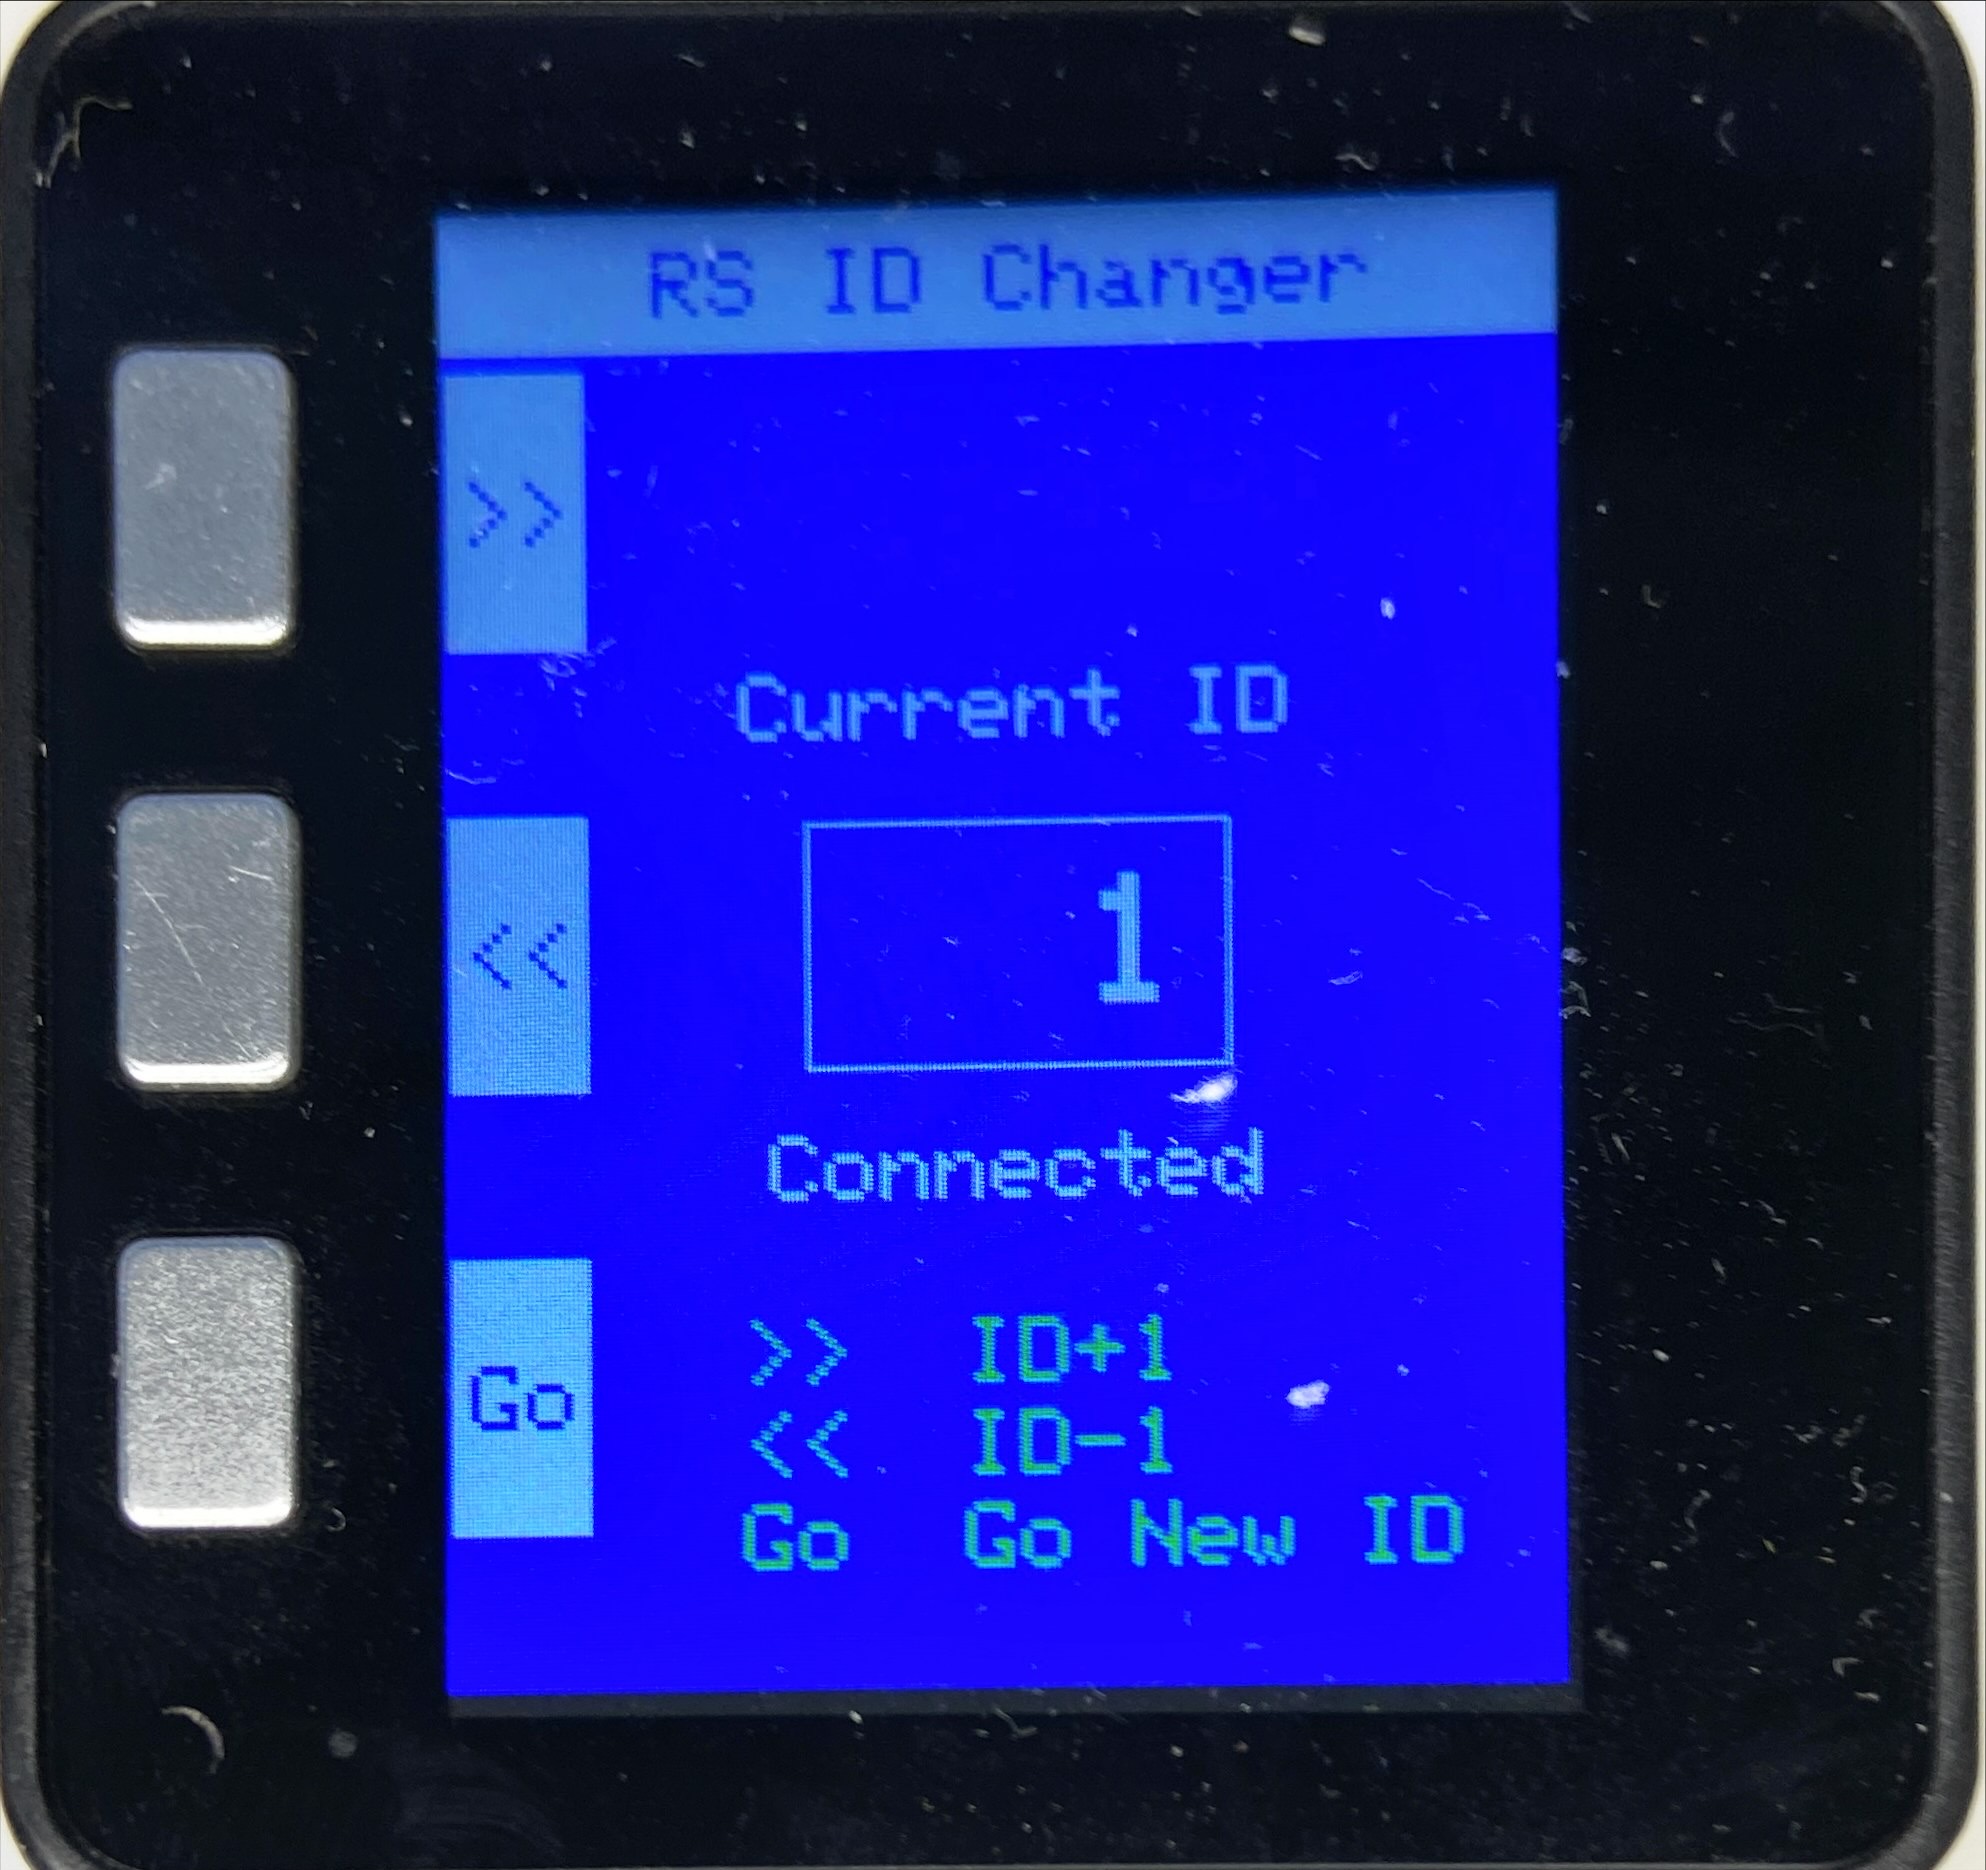 RS ID Changer
>>
Current ID
<<
1
Connected
Go
>> ID+1
<< ID-1
Go Go New ID